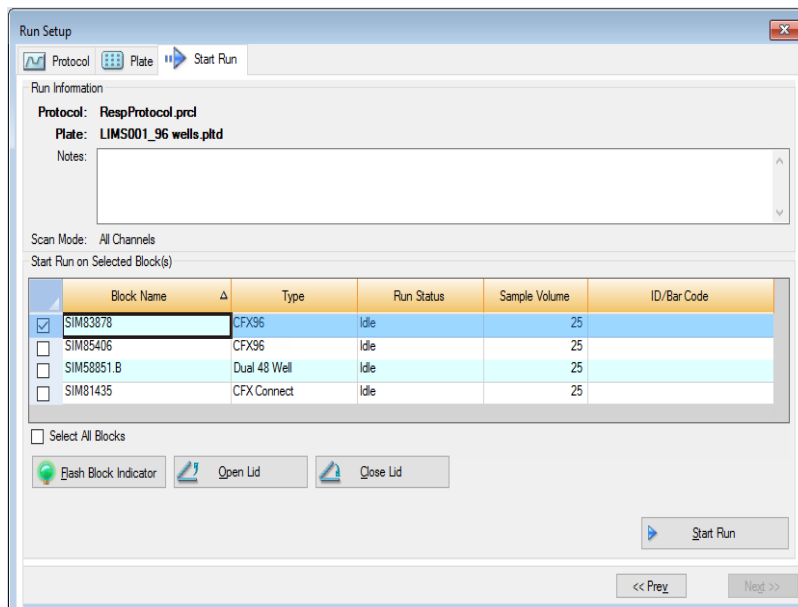 Run Setup
Protocol Plate Start Run
Run Information
Protocol: RespProtocol.prcl
Plate: LIMS001_96 wells.pltd
Notes:
Scan Mode: All Channels
Start Run on Selected Block(s)
Block Name Type Run Status Sample Volume ID/Bar Code
SIM83878 CFX96 Idle 25
SIM85406 CFX96 Idle 25
SIM58851.B Dual 48 Well Idle 25
SIM81435 CFX Connect Idle 25
Select All Blocks
Flash Block Indicator Open Lid Close Lid
Start Run
<< Prev Next >>